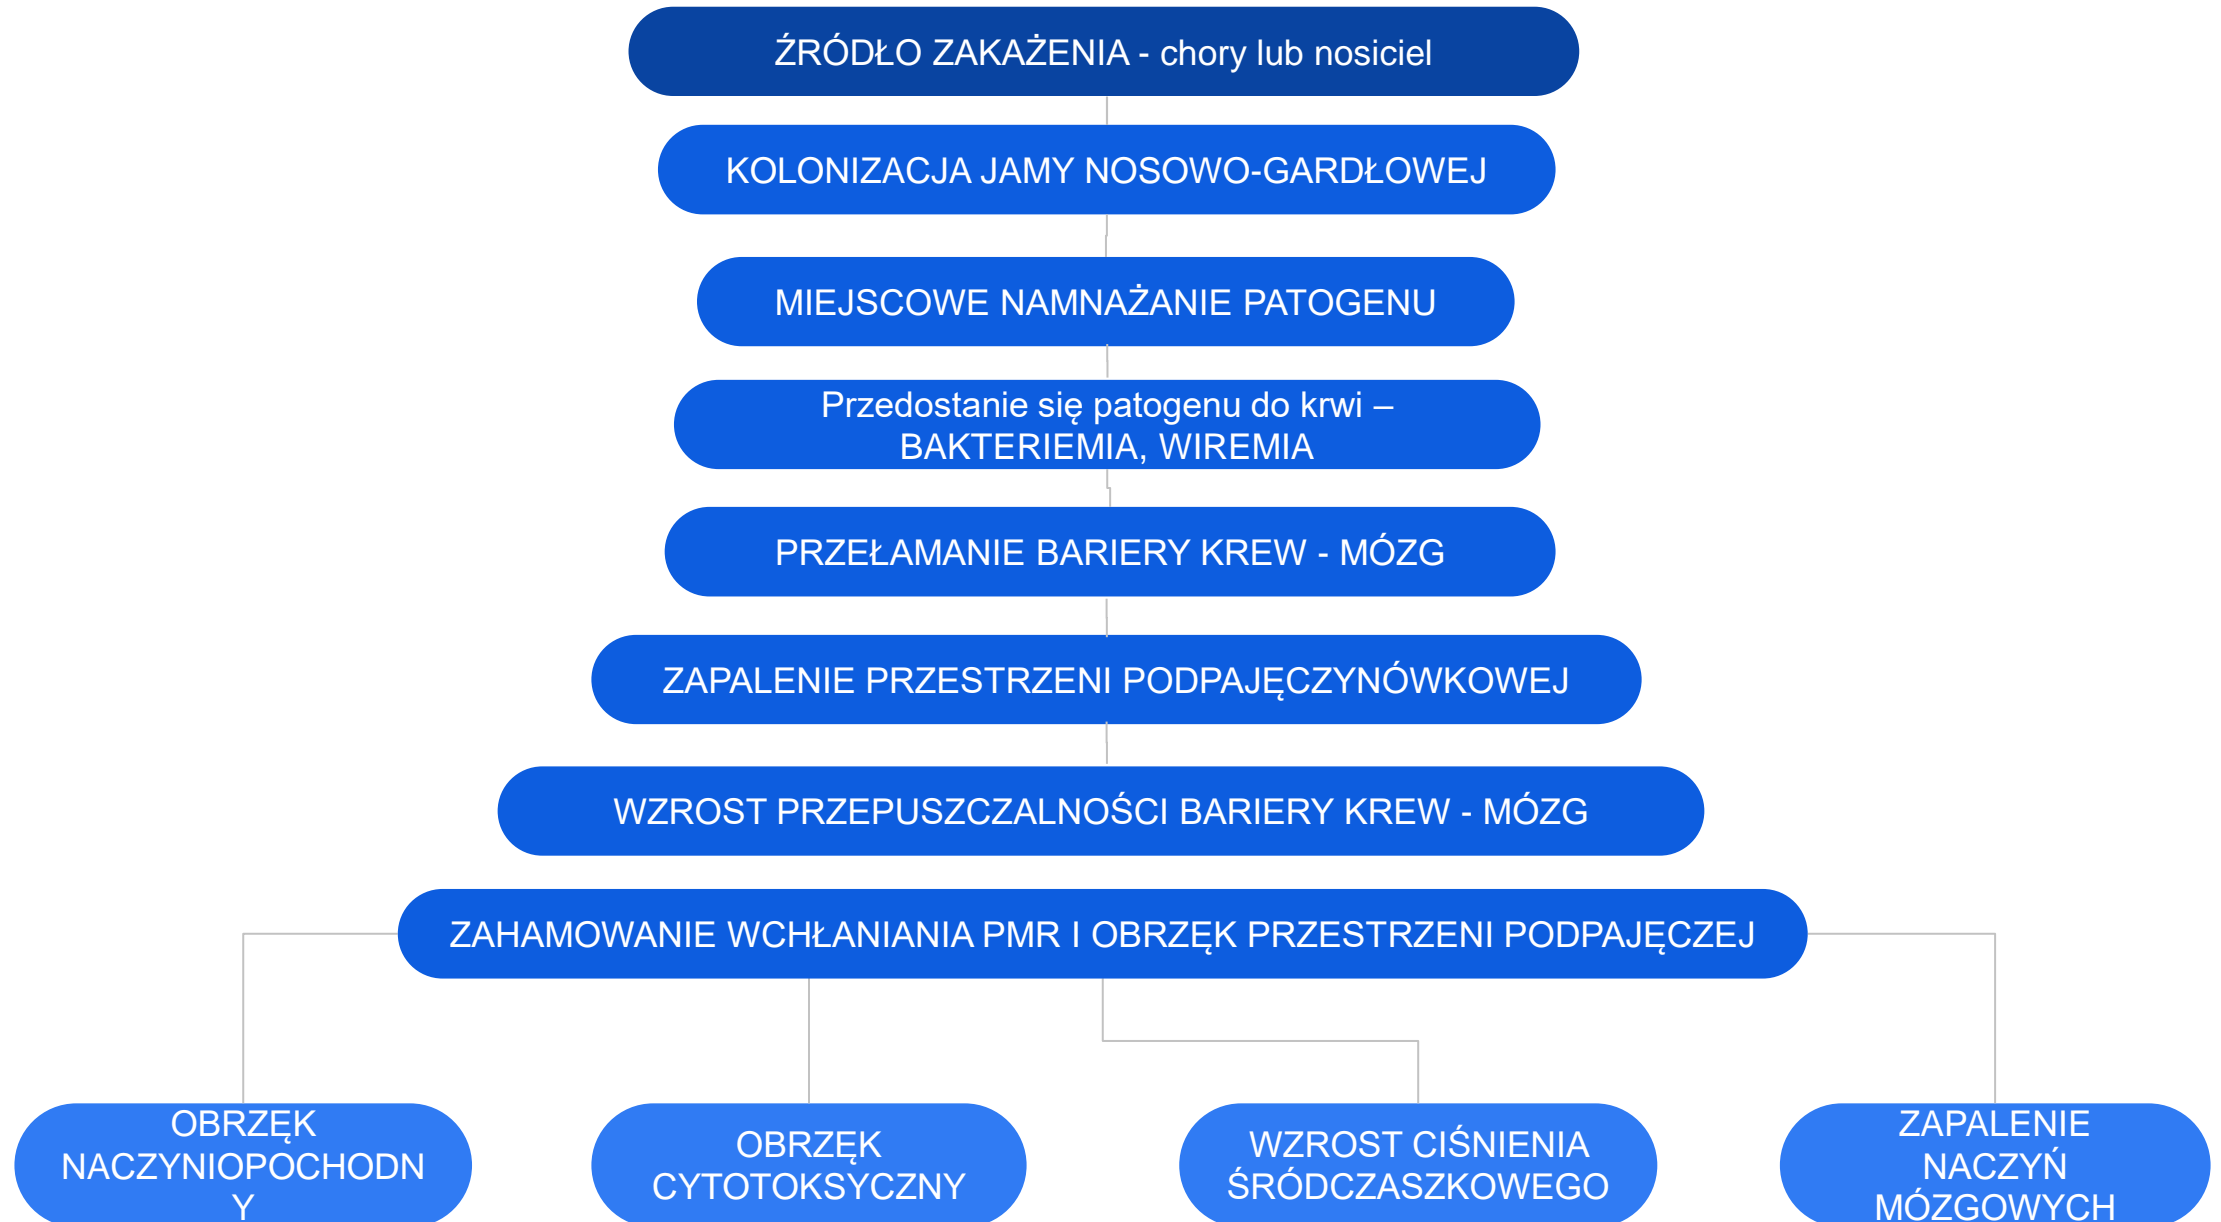 ŹRÓDŁO ZAKAŻENIA - chory lub nosiciel
KOLONIZACJA JAMY NOSOWO-GARDŁOWEJ
MIEJSCOWE NAMNAŻANIE PATOGENU
Przedostanie się patogenu do krwi –
BAKTERIEMIA, WIREMIA
PRZEŁAMANIE BARIERY KREW - MÓZG
ZAPALENIE PRZESTRZENI PODPAJĘCZYNÓWKOWEJ
WZROST PRZEPUSZCZALNOŚCI BARIERY KREW - MÓZG
ZAHAMOWANIE WCHŁANIANIA PMR I OBRZĘK PRZESTRZENI PODPAJĘCZEJ
OBRZĘK
NACZYNIOPOCHODN
Y
OBRZĘK
CYTOTOKSYCZNY
WZROST CIŚNIENIA
ŚRÓDCZASZKOWEGO
ZAPALENIE
NACZYŃ
MÓZGOWYCH